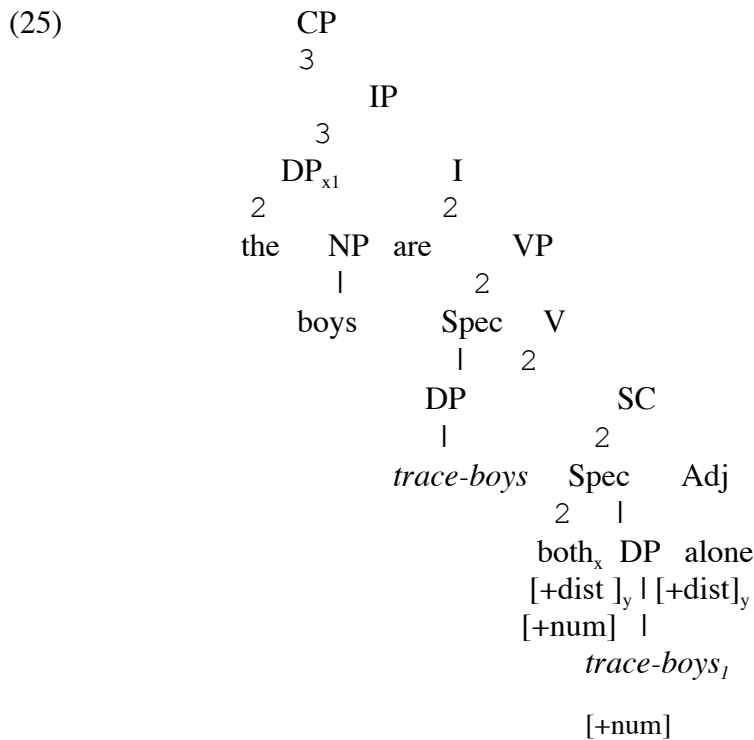 (25) CP
3
IP
3
DPx1 I
2 2
the NP are VP
| 2
boys Spec V
| 2
DP SC
| 2
trace-boys Spec Adj
2 |
bothx DP alone
[+dist ]y | [+dist]y
[+num] |
trace-boys1
[+num]